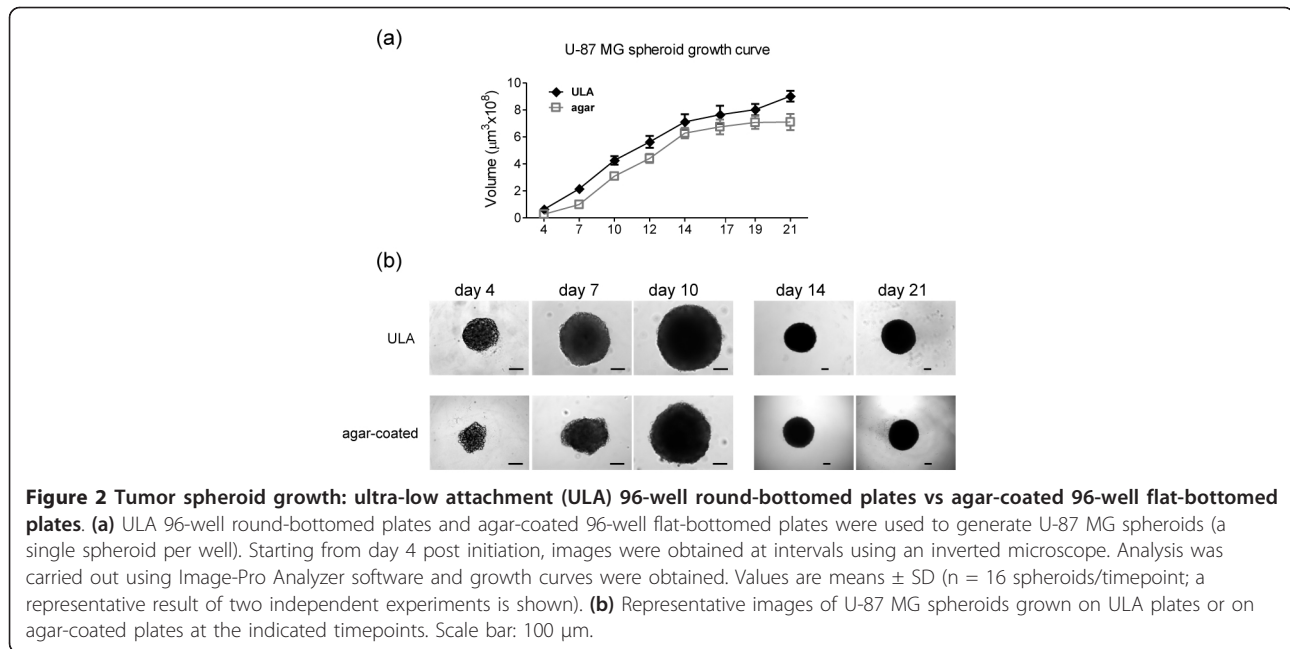 (a)
U-87 MG spheroid growth curve
Volume (µm³x10⁸)
10
8
6
4
2
0
ULA
agar
4 7 10 12 14 17 19 21
(b)
day 4 day 7 day 10 day 14 day 21
ULA
agar-coated
Figure 2 Tumor spheroid growth: ultra-low attachment (ULA) 96-well round-bottomed plates vs agar-coated 96-well flat-bottomed
plates. (a) ULA 96-well round-bottomed plates and agar-coated 96-well flat-bottomed plates were used to generate U-87 MG spheroids (a
single spheroid per well). Starting from day 4 post initiation, images were obtained at intervals using an inverted microscope. Analysis was
carried out using Image-Pro Analyzer software and growth curves were obtained. Values are means ± SD (n = 16 spheroids/timepoint; a
representative result of two independent experiments is shown). (b) Representative images of U-87 MG spheroids grown on ULA plates or on
agar-coated plates at the indicated timepoints. Scale bar: 100 µm.